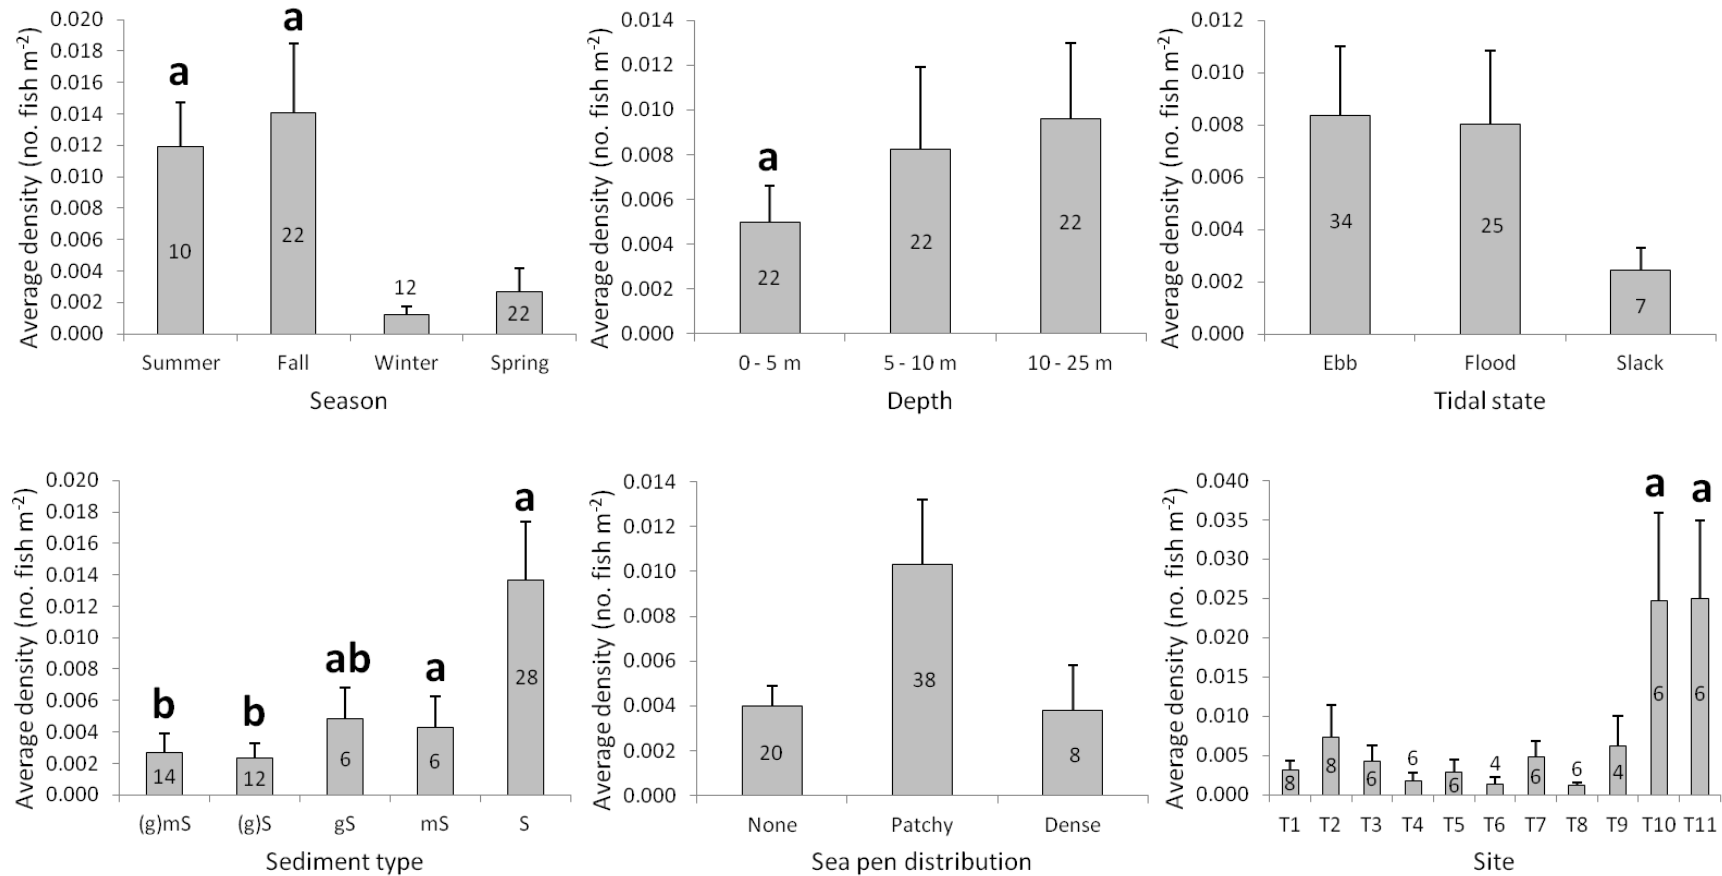 Average density (no. fish m-2)
0.020
0.018
0.016
0.014
0.012
0.010
0.008
0.006
0.004
0.002
0.000
a
a
10
22
12
22
Summer Fall Winter Spring
Season
Average density (no. fish m-2)
0.014
0.012
0.010
0.008
0.006
0.004
0.002
0.000
a
22
22
22
0 - 5 m 5 - 10 m 10 - 25 m
Depth
Average density (no. fish m-2)
0.012
0.010
0.008
0.006
0.004
0.002
0.000
34
25
7
Ebb Flood Slack
Tidal state
Average density (no. fish m-2)
0.020
0.018
0.016
0.014
0.012
0.010
0.008
0.006
0.004
0.002
0.000
b
b
ab
a
a
14
12
6
6
28
(g)mS (g)S gS mS S
Sediment type
Average density (no. fish m-2)
0.014
0.012
0.010
0.008
0.006
0.004
0.002
0.000
20
38
8
None Patchy Dense
Sea pen distribution
Average density (no. fish m-2)
0.040
0.035
0.030
0.025
0.020
0.015
0.010
0.005
0.000
a
a
8
8
6
6
6
4
6
6
4
6
6
T1 T2 T3 T4 T5 T6 T7 T8 T9 T10 T11
Site